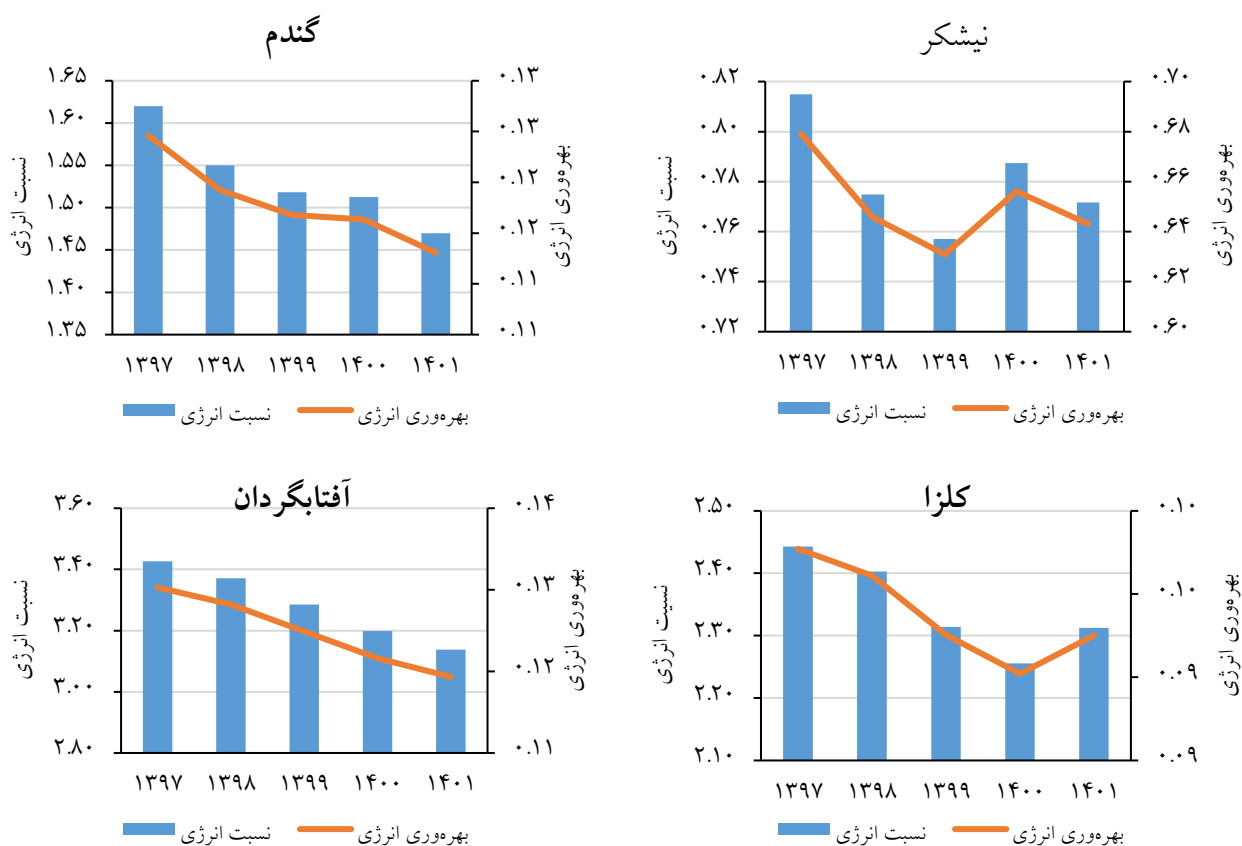 گندم
نسبت انرژی
۱.۶۵
۱.۶۰
۱.۵۵
۱.۵۰
۱.۴۵
۱.۴۰
۱.۳۵
۰.۱۳
۰.۱۳
۰.۱۲
۰.۱۲
۰.۱۱
۰.۱۱
بهره‌وری انرژی
۱۳۹۷ ۱۳۹۸ ۱۳۹۹ ۱۴۰۰ ۱۴۰۱
نسبت انرژی بهره‌وری انرژی
نیشکر
نسبت انرژی
۰.۸۲
۰.۸۰
۰.۷۸
۰.۷۶
۰.۷۴
۰.۷۲
۰.۷۰
۰.۶۸
۰.۶۶
۰.۶۴
۰.۶۲
۰.۶۰
بهره‌وری انرژی
۱۳۹۷ ۱۳۹۸ ۱۳۹۹ ۱۴۰۰ ۱۴۰۱
نسبت انرژی بهره‌وری انرژی
آفتابگردان
نسبت انرژی
۳.۶۰
۳.۴۰
۳.۲۰
۳.۰۰
۲.۸۰
۰.۱۴
۰.۱۳
۰.۱۲
۰.۱۱
بهره‌وری انرژی
۱۳۹۷ ۱۳۹۸ ۱۳۹۹ ۱۴۰۰ ۱۴۰۱
نسبت انرژی بهره‌وری انرژی
کلزا
نسیت انرژی
۲.۵۰
۲.۴۰
۲.۳۰
۲.۲۰
۲.۱۰
۰.۱۰
۰.۱۰
۰.۰۹
۰.۰۹
بهره‌وری انرژی
۱۳۹۷ ۱۳۹۸ ۱۳۹۹ ۱۴۰۰ ۱۴۰۱
نسبت انرژی بهره‌وری انرژی